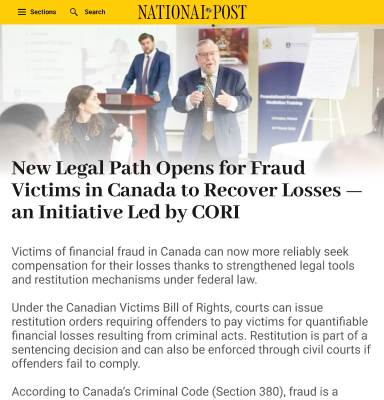 Sections
Search
NATIONAL POST
New Legal Path Opens for Fraud
Victims in Canada to Recover Losses —
an Initiative Led by CORI
Victims of financial fraud in Canada can now more reliably seek
compensation for their losses thanks to strengthened legal tools
and restitution mechanisms under federal law.
Under the Canadian Victims Bill of Rights, courts can issue
restitution orders requiring offenders to pay victims for quantifiable
financial losses resulting from criminal acts. Restitution is part of a
sentencing decision and can also be enforced through civil courts if
offenders fail to comply.
According to Canada’s Criminal Code (Section 380), fraud is a